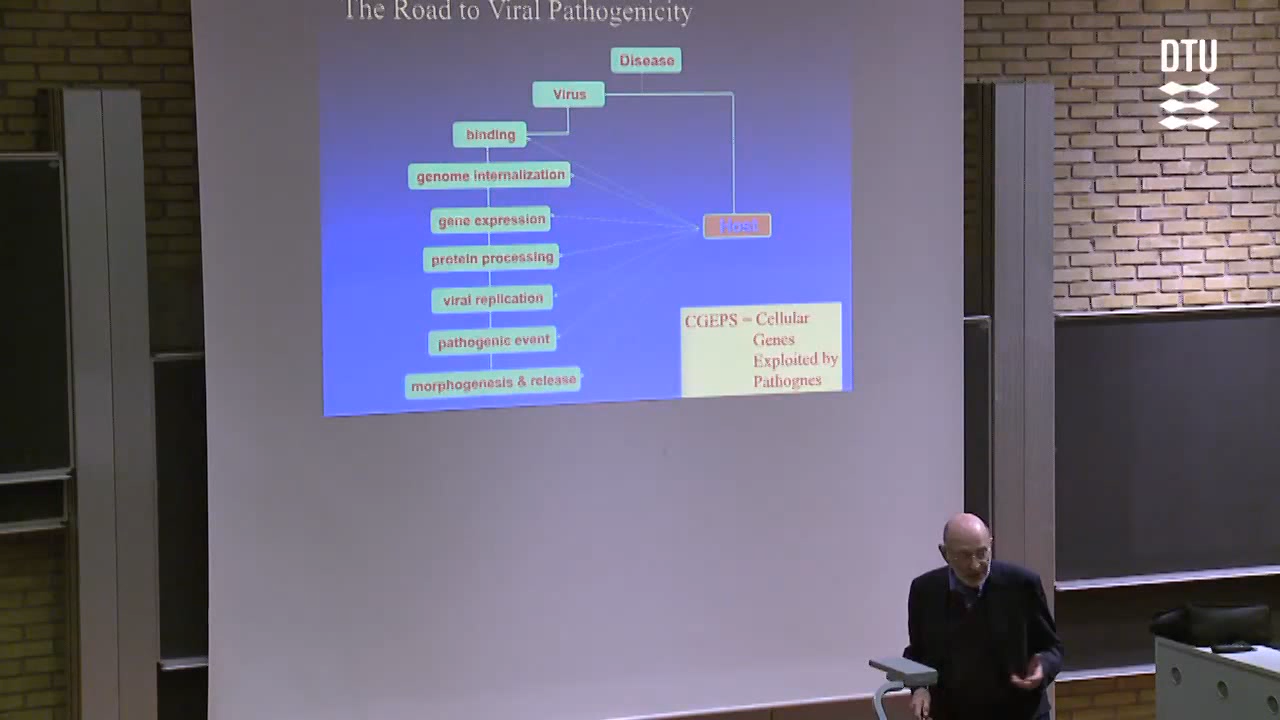 The Road to Viral Pathogenicity
DTU
Disease
Virus
binding
genome internalization
gene expression
Host
protein processing
viral replication
pathogenic event
morphogenesis & release
CGEPS = Cellular
Genes
Exploited by
Pathognes